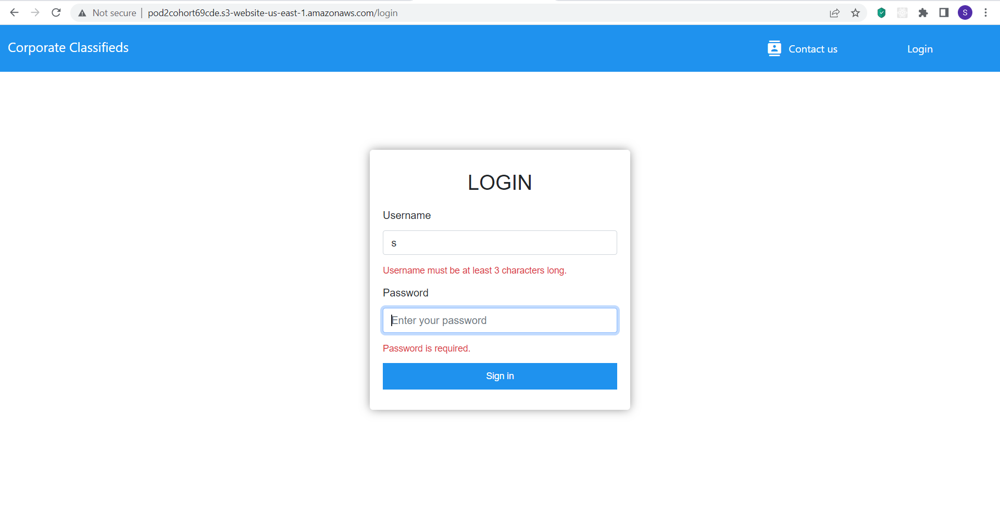 Not secure | pod2cohort69cde.s3-website-us-east-1.amazonaws.com/login
S
Corporate Classifieds
Contact us
Login
LOGIN
Username
s
Username must be at least 3 characters long.
Password
Enter your password
Password is required.
Sign in